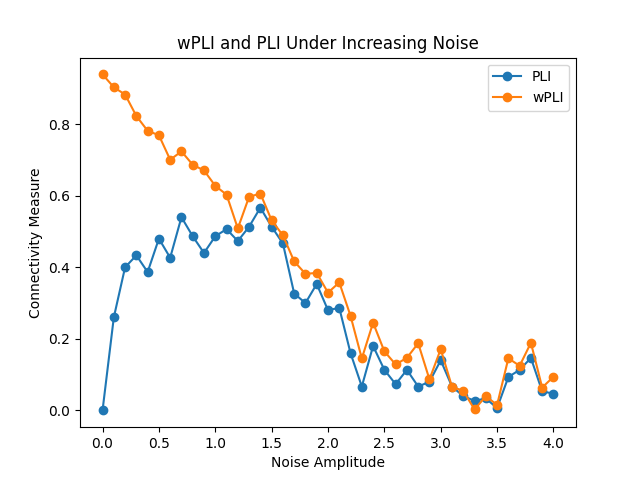 wPLI and PLI Under Increasing Noise
PLI
wPLI
Connectivity Measure
0.8
0.6
0.4
0.2
0.0
0.0 0.5 1.0 1.5 2.0 2.5 3.0 3.5 4.0
Noise Amplitude